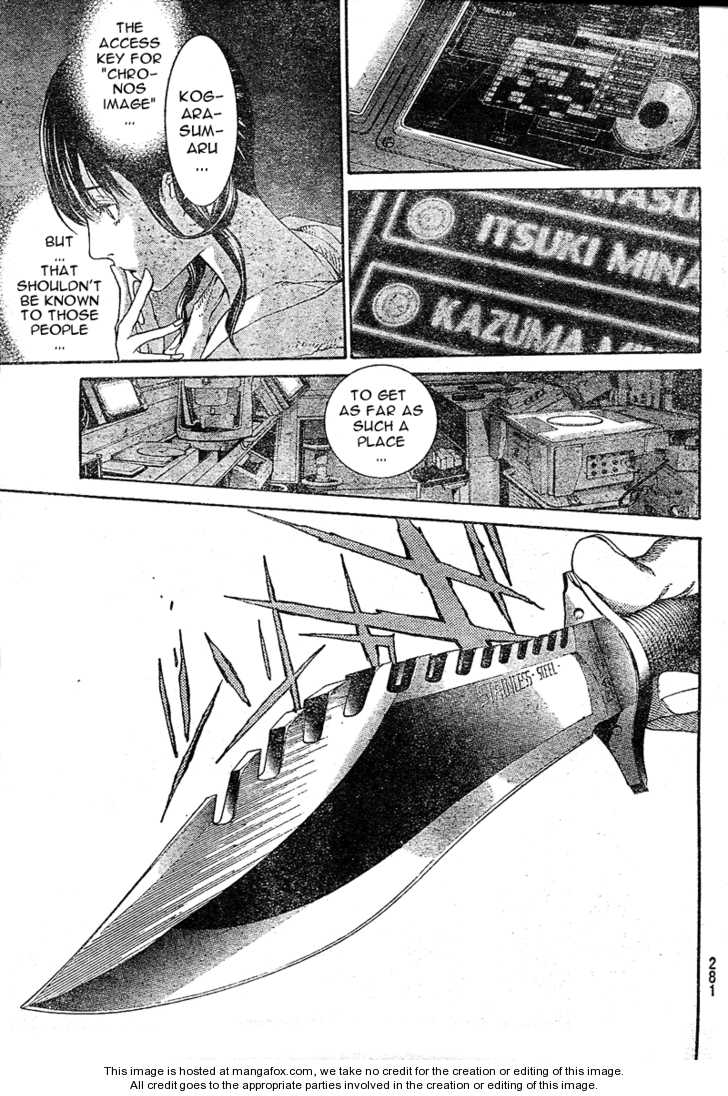 TRACK LIST
ITSUKI MINA
KAZUMA MI
THE
ACCESS
KEY FOR
"CHRO-
NOS
IMAGE"
...
KOG-
ARA-
SUM-
ARU
...
BUT
...
THAT
SHOULDN'T
BE KNOWN
TO THOSE
PEOPLE
...
TO GET
AS FAR AS
SUCH A
PLACE
...
STAINLESS · STEEL ·
281
This image is hosted at mangafox.com, we take no credit for the creation or editing of this image.
All credit goes to the appropriate parties involved in the creation or editing of this image.